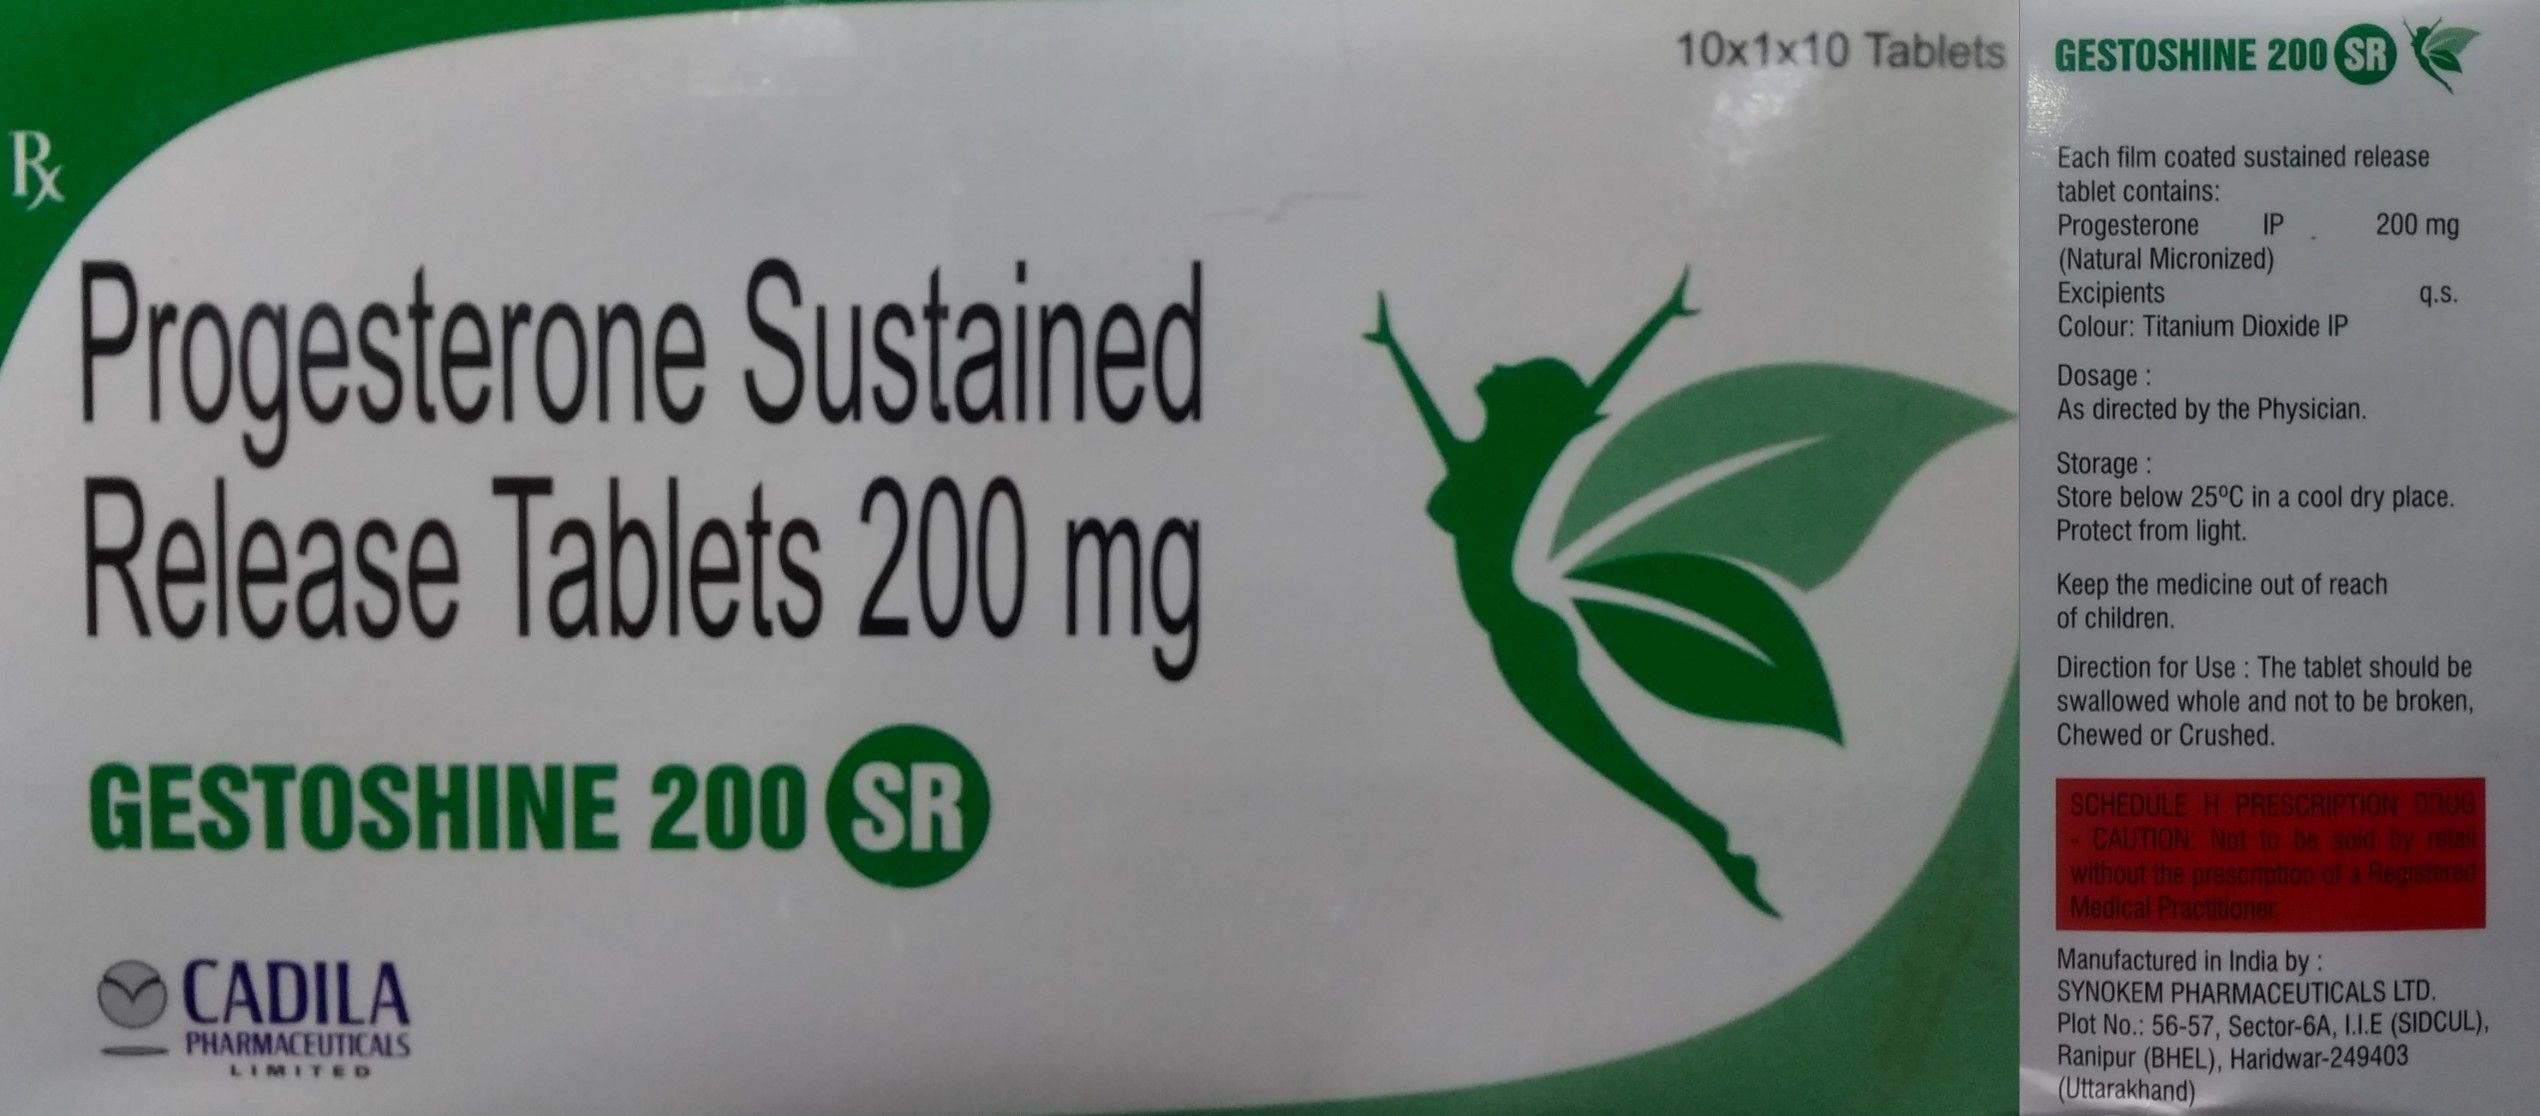 10x1x10 Tablets
Rx
Progesterone Sustained
Release Tablets 200 mg
GESTOSHINE 200 SR
CADILA
PHARMACEUTICALS
LIMITED
GESTOSHINE 200 SR
Each film coated sustained release
tablet contains:
Progesterone IP 200 mg
(Natural Micronized)
Excipients q.s.
Colour: Titanium Dioxide IP
Dosage :
As directed by the Physician.
Storage :
Store below 25ºC in a cool dry place.
Protect from light.
Keep the medicine out of reach
of children.
Direction for Use : The tablet should be
swallowed whole and not to be broken,
Chewed or Crushed.
SCHEDULE H PRESCRIPTION DRUG
- CAUTION: Not to be sold by retail
without the prescription of a Registered
Medical Practitioner.
Manufactured in India by :
SYNOKEM PHARMACEUTICALS LTD.
Plot No.: 56-57, Sector-6A, I.I.E (SIDCUL),
Ranipur (BHEL), Haridwar-249403
(Uttarakhand)